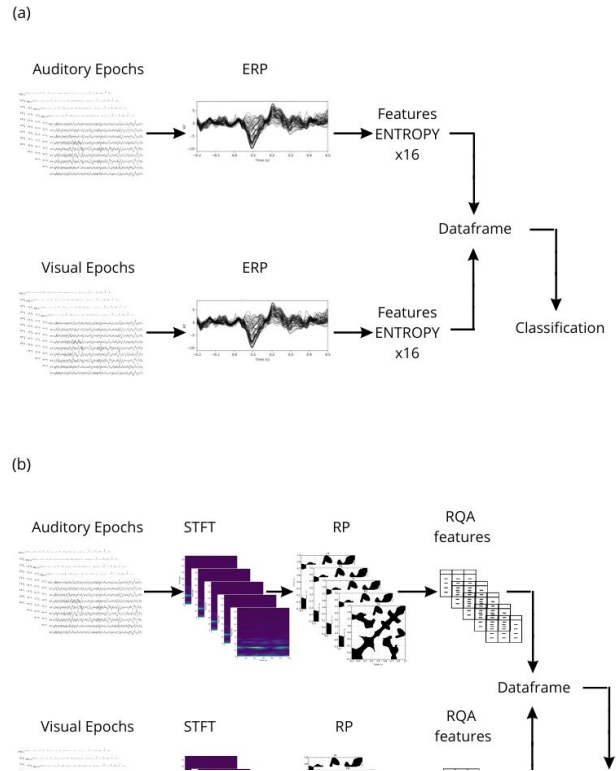 (a)
Auditory Epochs
ERP
Features
ENTROPY
x16
Dataframe
Visual Epochs
ERP
Features
ENTROPY
x16
Classification
(b)
Auditory Epochs
STFT
RP
RQA
features
Dataframe
Visual Epochs
STFT
RP
RQA
features